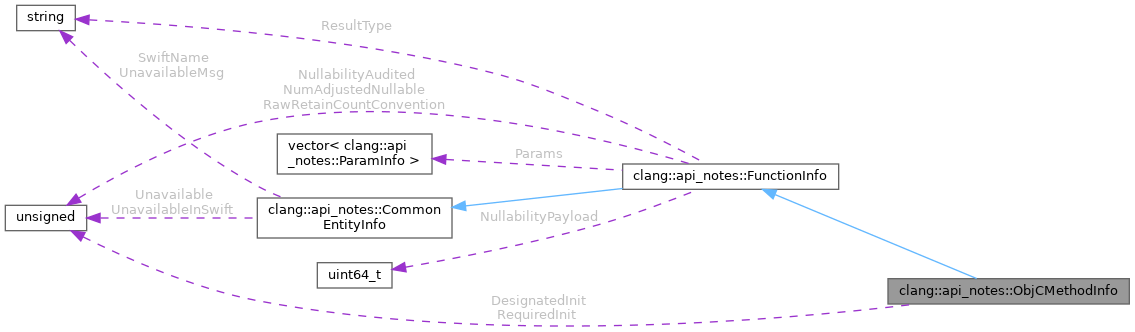 string
ResultType
SwiftName
UnavailableMsg
NullabilityAudited
NumAdjustedNullable
RawRetainCountConvention
vector< clang::api
_notes::ParamInfo >
Params
clang::api_notes::FunctionInfo
Unavailable
UnavailableInSwift
unsigned
clang::api_notes::Common
EntityInfo
NullabilityPayload
uint64_t
clang::api_notes::ObjCMethodInfo
DesignatedInit
RequiredInit